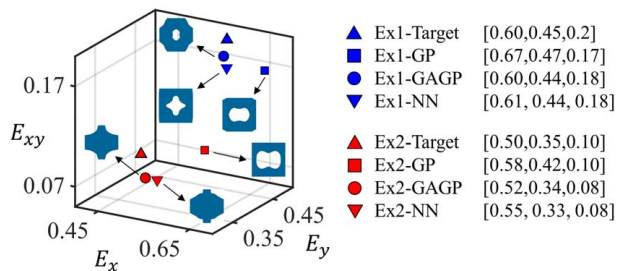 0.17
E_xy
0.07
0.45
0.65
E_x
0.35
0.45
E_y
Ex1-Target [0.60,0.45,0.2]
Ex1-GP [0.67,0.47,0.17]
Ex1-GAGP [0.60,0.44,0.18]
Ex1-NN [0.61, 0.44, 0.18]
Ex2-Target [0.50,0.35,0.10]
Ex2-GP [0.58,0.42,0.10]
Ex2-GAGP [0.52,0.34,0.08]
Ex2-NN [0.55, 0.33, 0.08]